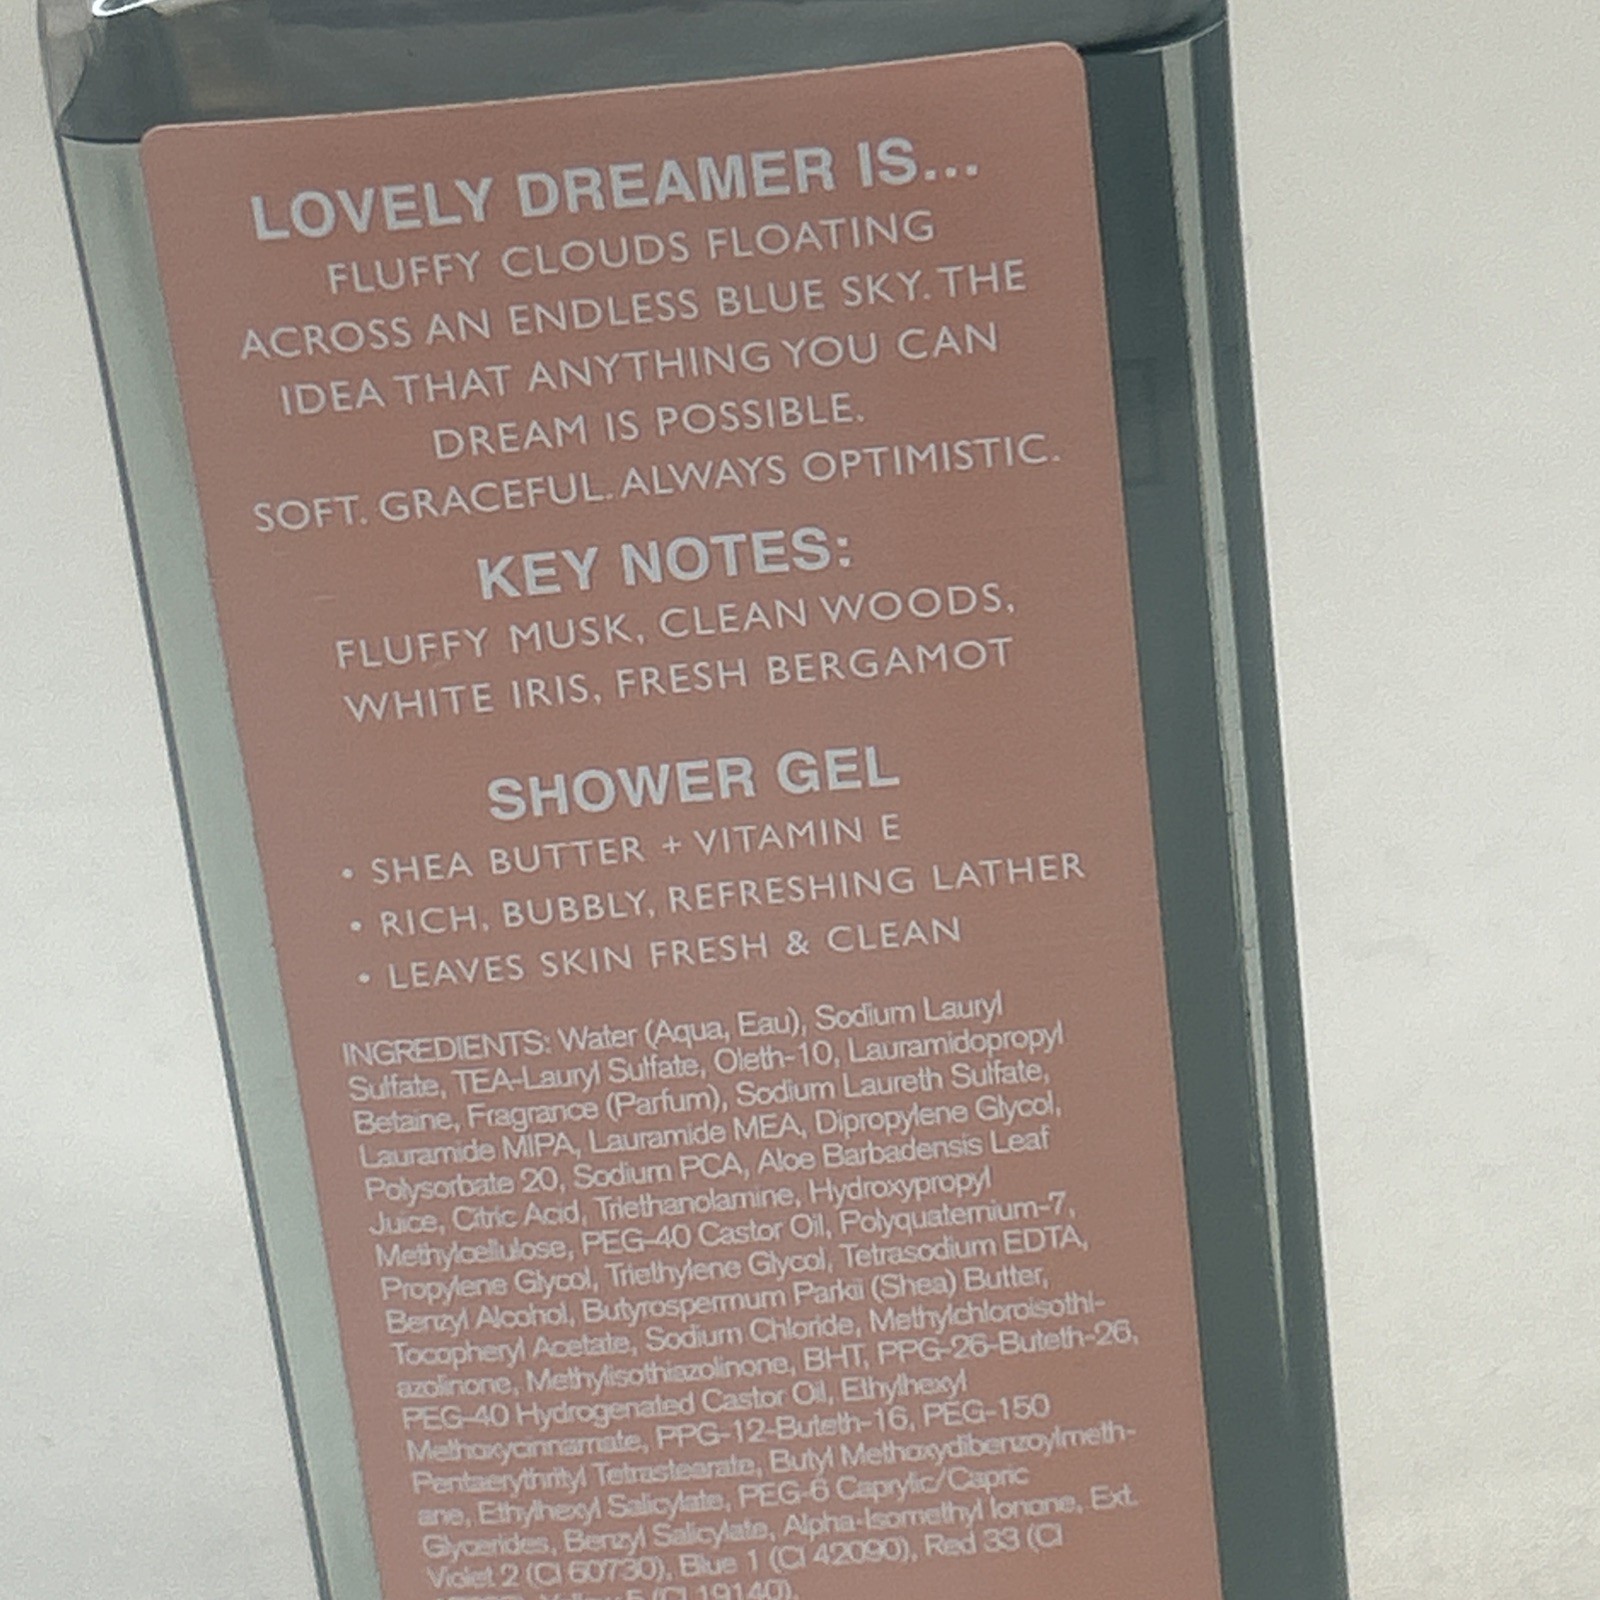 LOVELY DREAMER IS...
FLUFFY CLOUDS FLOATING
ACROSS AN ENDLESS BLUE SKY. THE
IDEA THAT ANYTHING YOU CAN
DREAM IS POSSIBLE.
SOFT. GRACEFUL. ALWAYS OPTIMISTIC.
KEY NOTES:
FLUFFY MUSK, CLEAN WOODS,
WHITE IRIS, FRESH BERGAMOT
SHOWER GEL
• SHEA BUTTER + VITAMIN E
• RICH, BUBBLY, REFRESHING LATHER
• LEAVES SKIN FRESH & CLEAN
INGREDIENTS: Water (Aqua, Eau), Sodium Lauryl
Sulfate, TEA-Lauryl Sulfate, Oleth-10, Lauramidopropyl
Betaine, Fragrance (Parfum), Sodium Laureth Sulfate,
Lauramide MIPA, Lauramide MEA, Dipropylene Glycol,
Polysorbate 20, Sodium PCA, Aloe Barbadensis Leaf
Juice, Citric Acid, Triethanolamine, Hydroxypropyl
Methylcellulose, PEG-40 Castor Oil, Polyquaternium-7,
Propylene Glycol, Triethylene Glycol, Tetrasodium EDTA,
Benzyl Alcohol, Butyrospermum Parkii (Shea) Butter,
Tocopheryl Acetate, Sodium Chloride, Methylchloroisothi-
azolinone, Methylisothiazolinone, BHT, PPG-26-Buteth-26,
PEG-40 Hydrogenated Castor Oil, Ethylhexyl
Methoxycinnamate, PPG-12-Buteth-16, PEG-150
Pentaerythrityl Tetrastearate, Butyl Methoxydibenzoylmeth-
ane, Ethylhexyl Salicylate, PEG-6 Caprylic/Capric
Glycerides, Benzyl Salicylate, Alpha-Isomethyl Ionone, Ext.
Violet 2 (CI 60730), Blue 1 (CI 42090), Red 33 (CI
Yellow 5 (CI 19140).